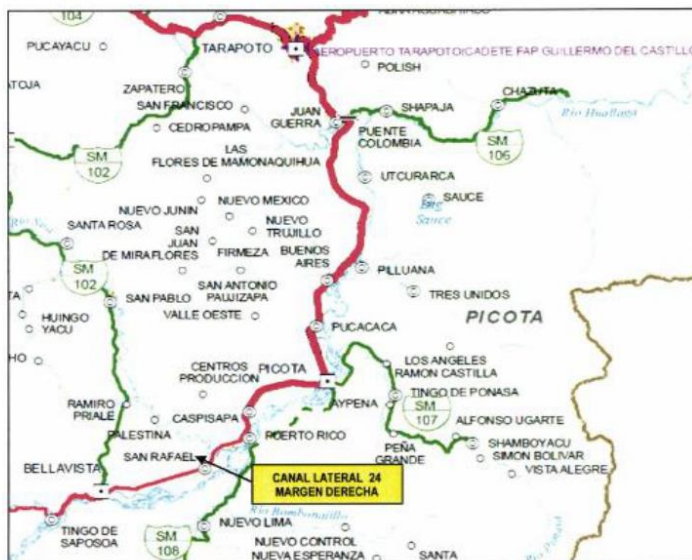 104
PUCAYACU
TARAPOTO
AEROPUERTO TARAPOTO(CADETE FAP GUILLERMO DEL CASTILLO
POLISH
ATOJA
ZAPATERO
SAN FRANCISCO
CHAZUTA
JUAN
GUERRA
SHAPAJA
Río Huallaga
CEDROPAMPA
PUENTE
COLOMBIA
SM
106
SM
102
LAS
FLORES DE MAMONAQUIHUA
UTCURARCA
SAUCE
Sauce
NUEVO MEXICO
NUEVO JUNIN
SANTA ROSA
NUEVO
TRUJILLO
SAN
JUAN
DE MIRAFLORES
FIRMEZA
BUENOS
AIRES
PILLUANA
SM
102
SAN ANTONIO
PAUJIZAPA
TRES UNIDOS
SAN PABLO
VALLE OESTE
HUINGO
YACU
PUCACACA
PICOTA
HO
CENTROS
PRODUCCION
PICOTA
LOS ANGELES
RAMON CASTILLA
TINGO DE PONASA
AYPENA
SM
107
RAMIRO
PRIALE
CASPISAPA
PALESTINA
PUERTO RICO
ALFONSO UGARTE
PEÑA
GRANDE
SHAMBOYACU
SIMON BOLIVAR
SAN RAFAEL
BELLAVISTA
VISTA ALEGRE
CANAL LATERAL 24
MARGEN DERECHA
TINGO DE
SAPOSOA
SM
108
NUEVO LIMA
NUEVO CONTROL
NUEVA ESPERANZA
SANTA